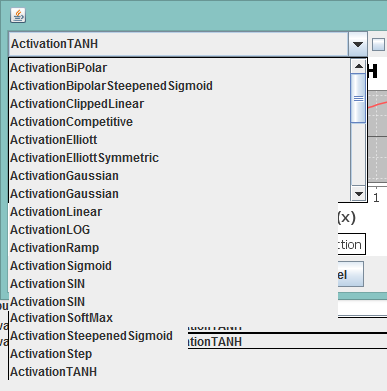 ActivationTANH
H
ActivationBiPolar
ActivationBipolarSteepenedSigmoid
ActivationClippedLinear
ActivationCompetitive
ActivationElliott
ActivationElliottSymmetric
ActivationGaussian
ActivationGaussian
1
ActivationLinear
(x)
ActivationLOG
ActivationRamp
ction
ActivationSigmoid
el
ActivationSIN
ActivationSIN
ActivationSoftMax
ActivationSteepenedSigmoid
ationTANH
ActivationStep
ActivationTANH